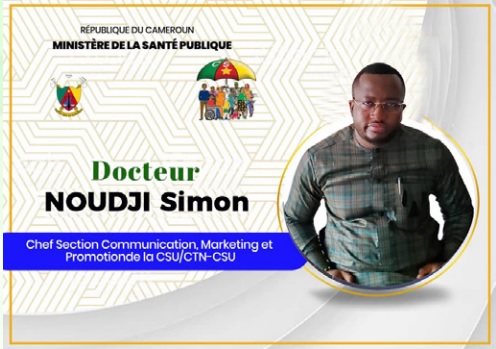 RÉPUBLIQUE DU CAMEROUN
MINISTÈRE DE LA SANTÉ PUBLIQUE
Docteur
NOUDJI Simon
Chef Section Communication, Marketing et
Promotionde la CSU/CTN-CSU